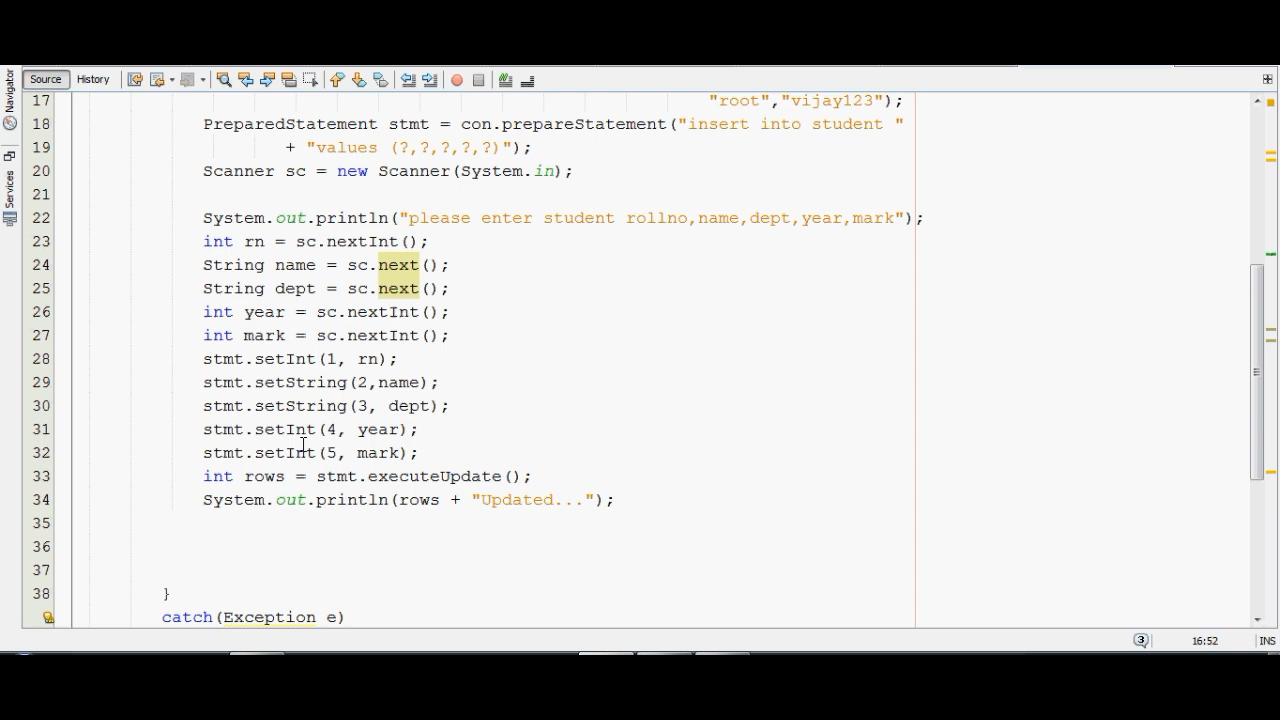 Source History
Navigator
Services
17 "root","vijay123");
18 PreparedStatement stmt = con.prepareStatement("insert into student "
19 + "values (?,?,?,?,?)");
20 Scanner sc = new Scanner(System.in);
21
22 System.out.println("please enter student rollno,name,dept,year,mark");
23 int rn = sc.nextInt();
24 String name = sc.next();
25 String dept = sc.next();
26 int year = sc.nextInt();
27 int mark = sc.nextInt();
28 stmt.setInt(1, rn);
29 stmt.setString(2,name);
30 stmt.setString(3, dept);
31 stmt.setInt(4, year);
32 stmt.setInt(5, mark);
33 int rows = stmt.executeUpdate();
34 System.out.println(rows + "Updated...");
35
36
37
38 }
catch(Exception e)
3 16:52 INS